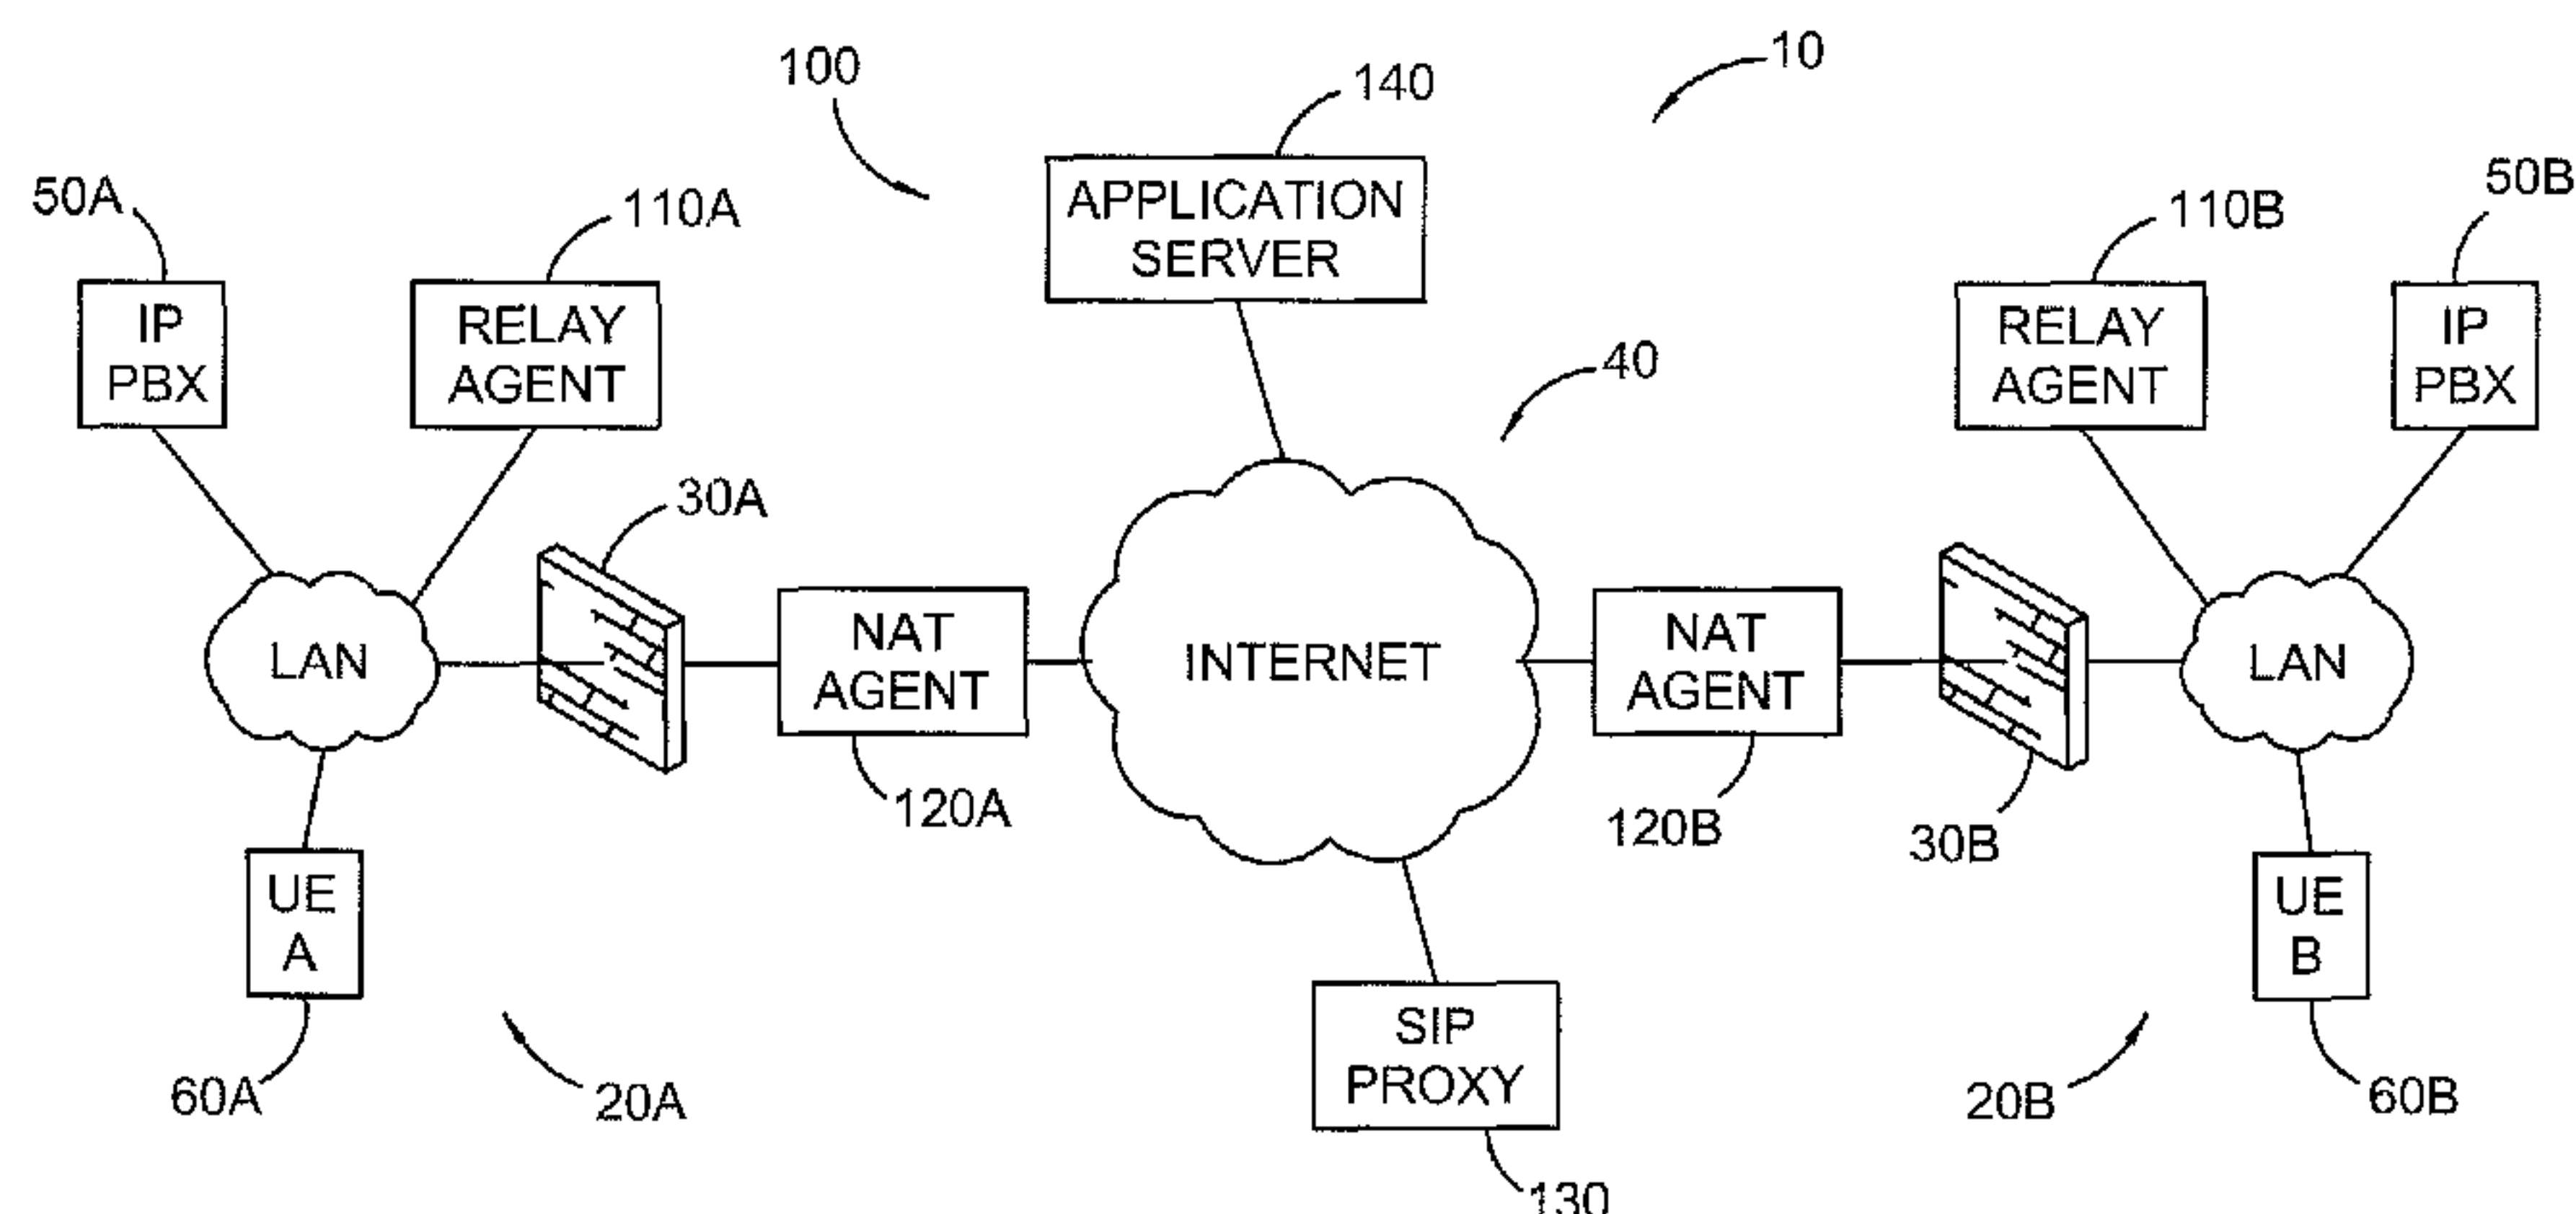 10
100
140
APPLICATION
SERVER
50A
110A
110B
50B
IP
PBX
RELAY
AGENT
RELAY
AGENT
IP
PBX
40
30A
LAN
NAT
AGENT
INTERNET
NAT
AGENT
LAN
120A
120B
30B
UE
A
UE
B
SIP
PROXY
60A
20A
20B
60B
130